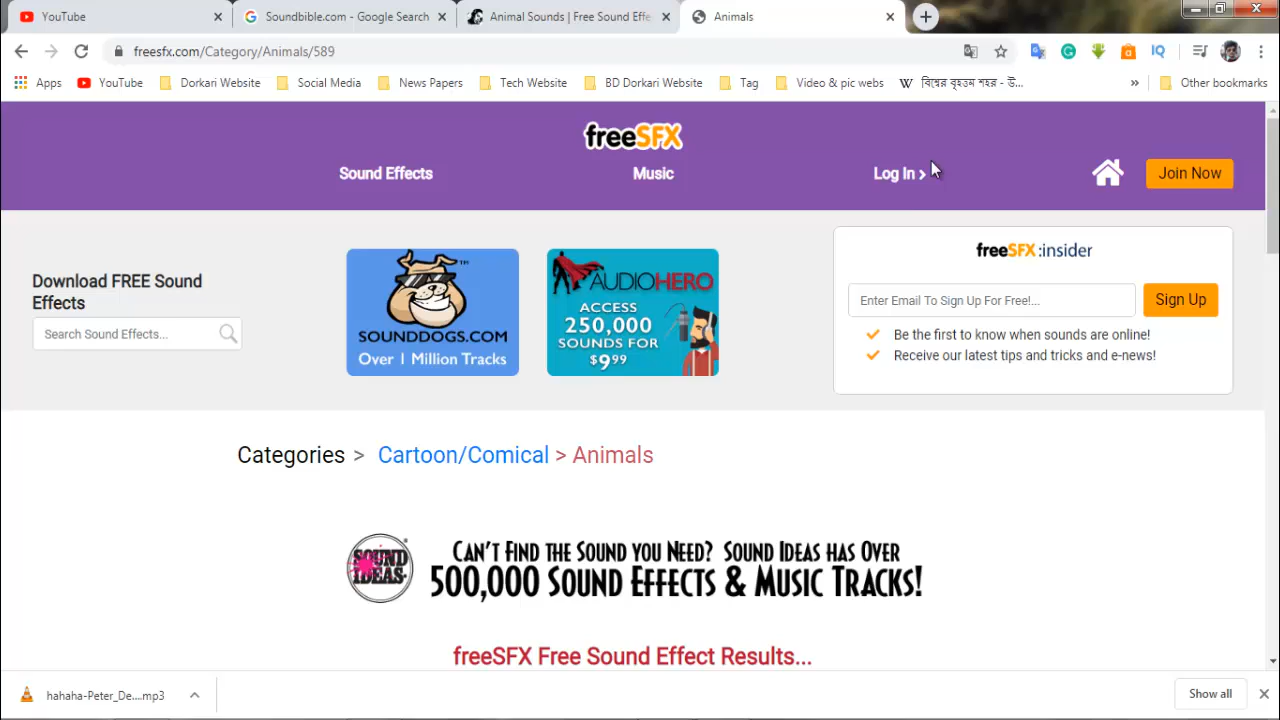 YouTube
Soundbible.com - Google Search
Animal Sounds | Free Sound Effe
Animals
freesfx.com/Category/Animals/589
IQ
Apps
YouTube
Dorkari Website
Social Media
News Papers
Tech Website
BD Dorkari Website
Tag
Video & pic webs
W
বিশ্বের বৃহত্তম শহর - উ...
»
Other bookmarks
freeSFX
Sound Effects
Music
Log In >
Join Now
Download FREE Sound
Effects
Search Sound Effects...
SOUNDDOGS.COM
TM
Over 1 Million Tracks
AUDIOHERO
ACCESS
250,000
SOUNDS FOR
$9.99
freeSFX:insider
Enter Email To Sign Up For Free!...
Sign Up
Be the first to know when sounds are online!
Receive our latest tips and tricks and e-news!
Categories > Cartoon/Comical > Animals
SOUND
IDEAS
CAN'T FIND THE SOUND YOU NEED? SOUND IDEAS HAS OVER
500,000 SOUND EFFECTS & MUSIC TRACKS!
freeSFX Free Sound Effect Results...
hahaha-Peter_De....mp3
Show all